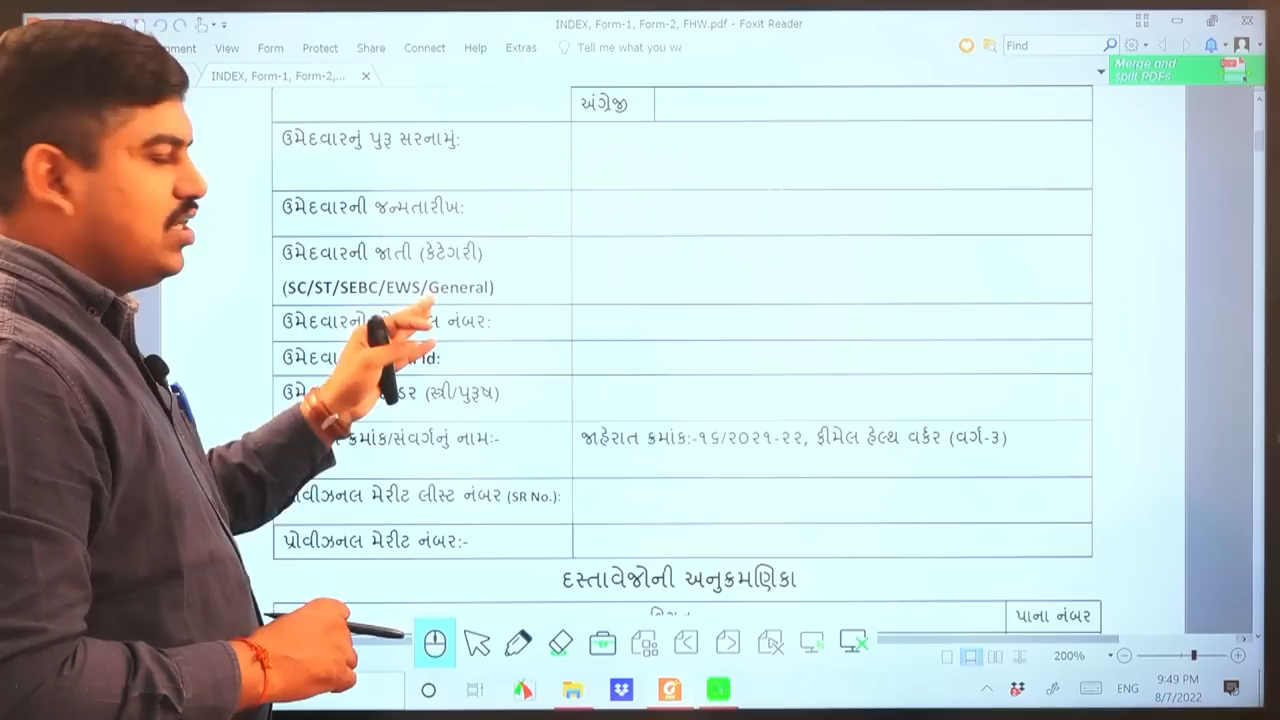 INDEX, Form-1, Form-2, FHW.pdf - Foxit Reader
View Form Protect Share Connect Help Extras Tell me what you wa
Find
INDEX, Form-1, Form-2,...
Merge and
split PDFs
અંગ્રેજી
ઉમેદવારનું પુરૂ સરનામું:
ઉમેદવારની જન્મતારીખ:
ઉમેદવારની જાતી (કેટેગરી)
(SC/ST/SEBC/EWS/General)
નંબર:
Id:
(સ્ત્રી/પુરૂષ)
ક્રમાંક/સંવર્ગનું નામઃ-
જાહેરાત ક્રમાંક:-૧૬/૨૦૨૧-૨૨, ફીમેલ હેલ્થ વર્કર (વર્ગ-૩)
મેરીટ લીસ્ટ નંબર (SR No.):
પ્રોવીઝનલ મેરીટ નંબર:-
દસ્તાવેજોની અનુક્રમણિકા
પાના નંબર
200%
ENG
9:49 PM
8/7/2022